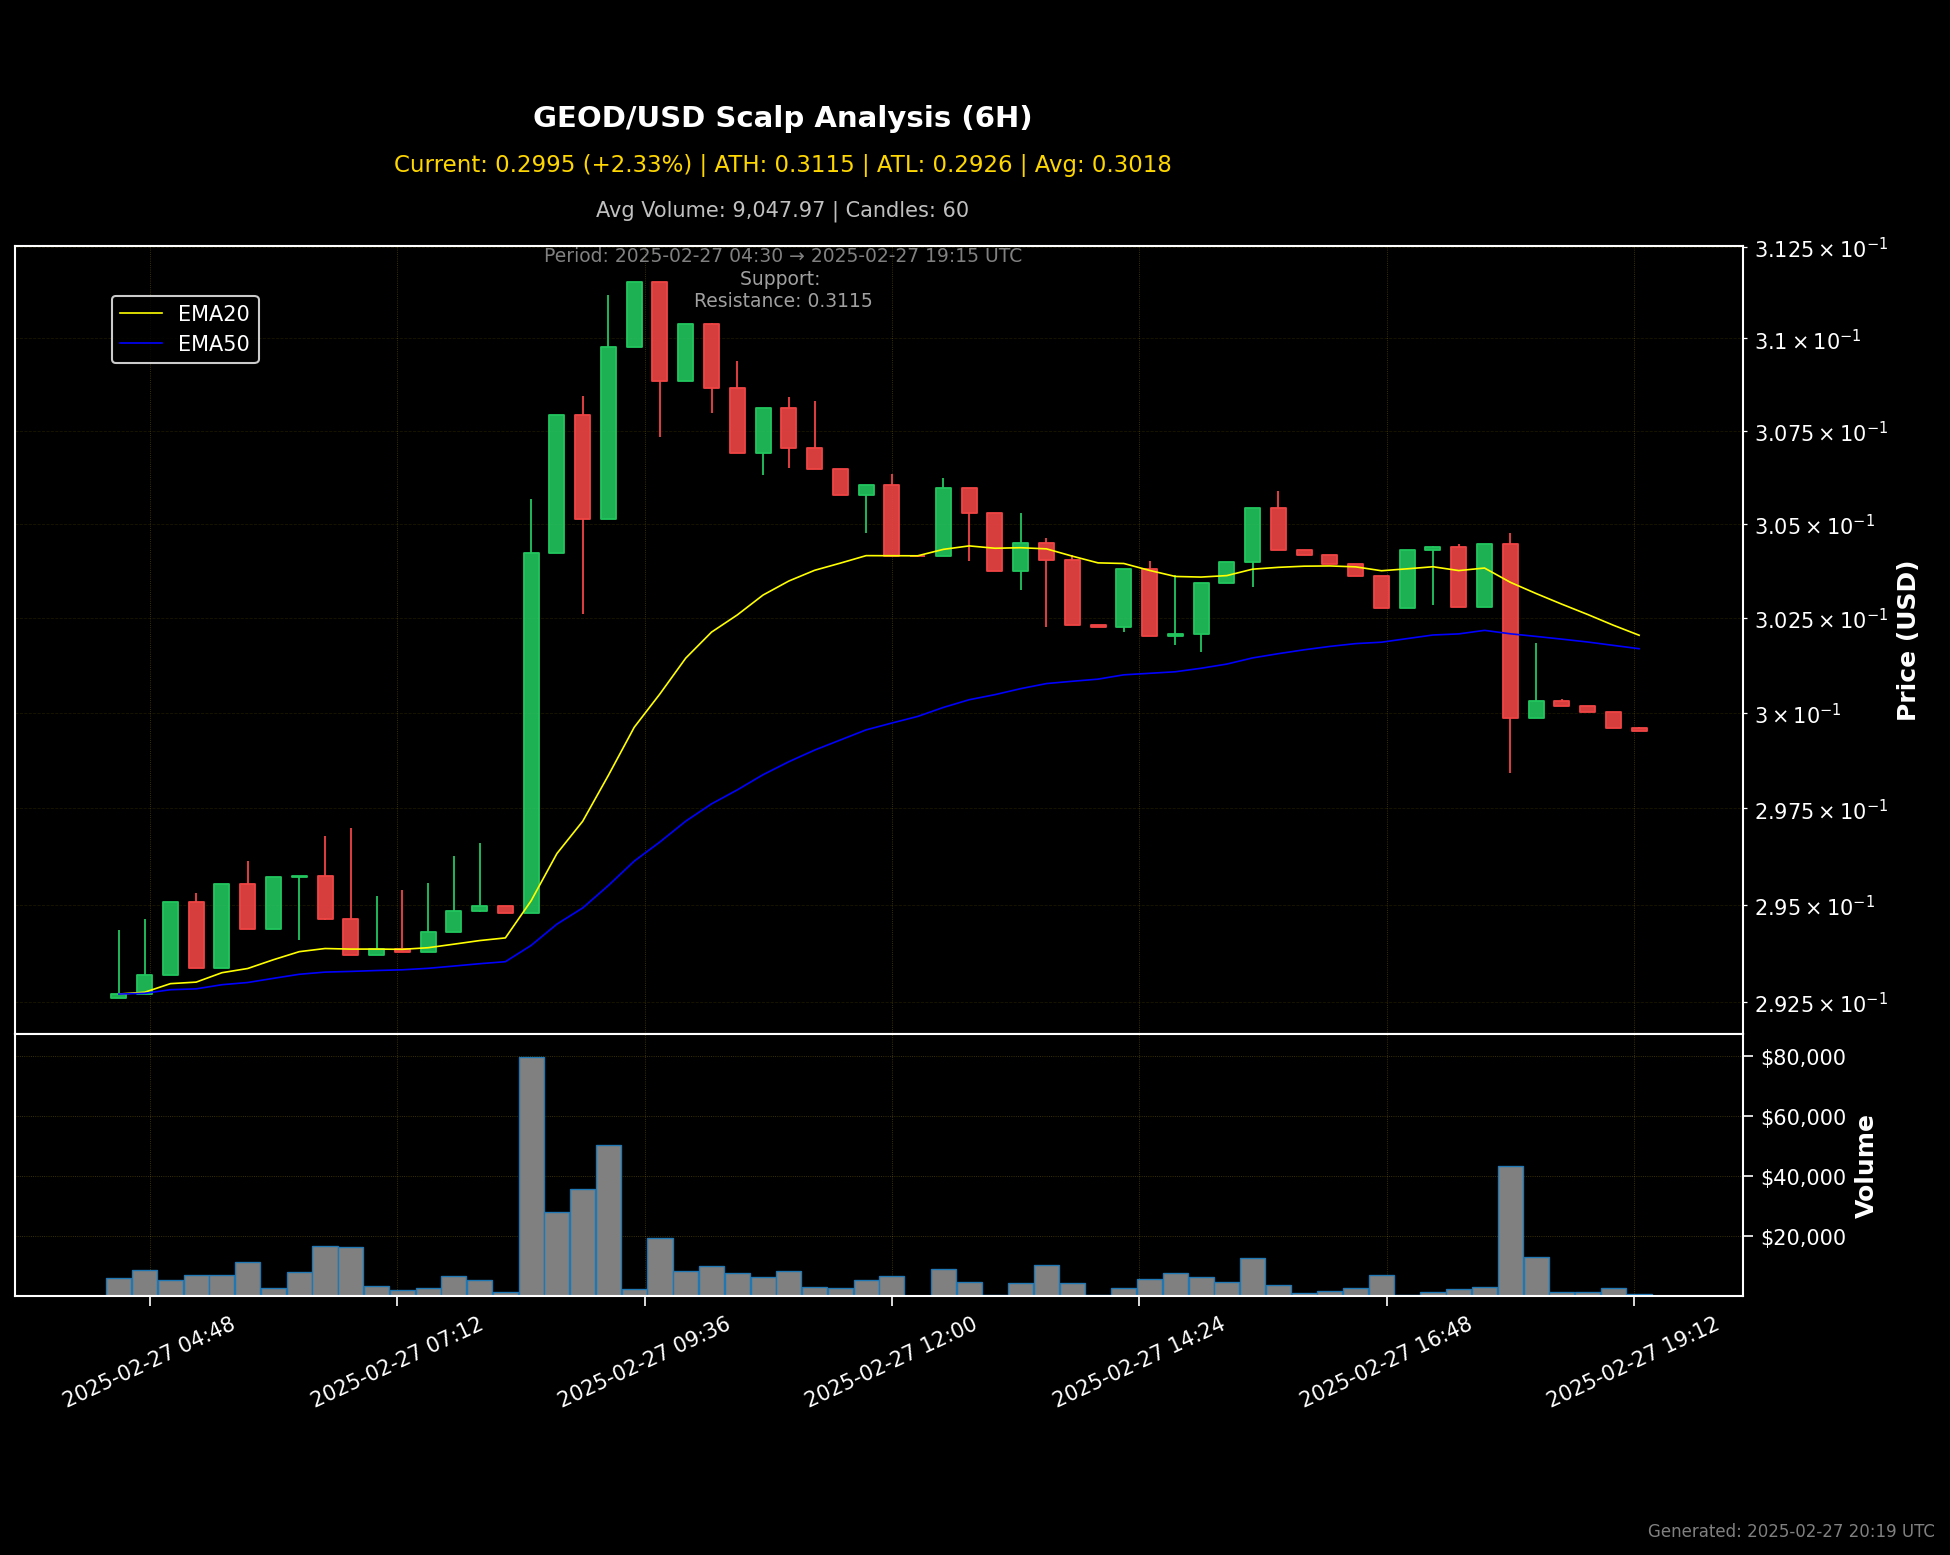 GEOD/USD Scalp Analysis (6H)
Current: 0.2995 (+2.33%) | ATH: 0.3115 | ATL: 0.2926 | Avg: 0.3018
Avg Volume: 9,047.97 | Candles: 60
Period: 2025-02-27 04:30 → 2025-02-27 19:15 UTC
Support:
Resistance: 0.3115
EMA20
EMA50
3.125 × 10⁻¹
3.1 × 10⁻¹
3.075 × 10⁻¹
3.05 × 10⁻¹
3.025 × 10⁻¹
3 × 10⁻¹
2.975 × 10⁻¹
2.95 × 10⁻¹
2.925 × 10⁻¹
Price (USD)
$80,000
$60,000
$40,000
$20,000
Volume
2025-02-27 04:48
2025-02-27 07:12
2025-02-27 09:36
2025-02-27 12:00
2025-02-27 14:24
2025-02-27 16:48
2025-02-27 19:12
Generated: 2025-02-27 20:19 UTC